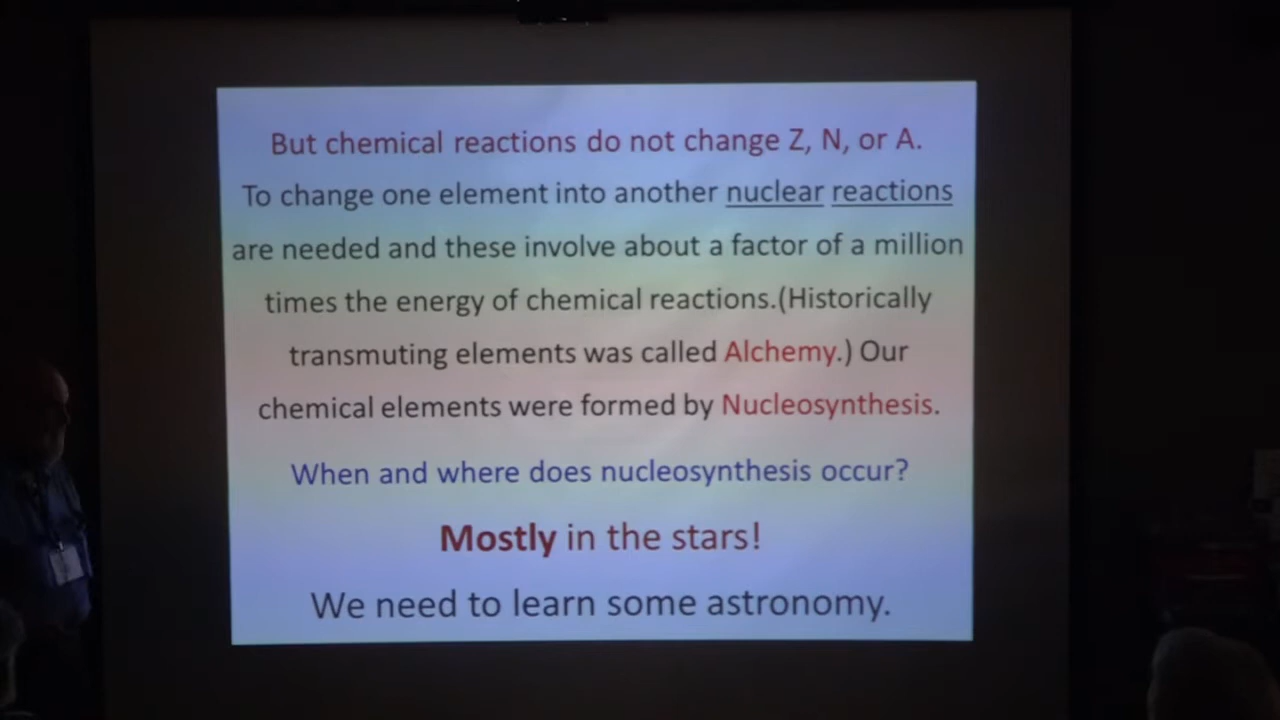 But chemical reactions do not change Z, N, or A.
To change one element into another nuclear reactions
are needed and these involve about a factor of a million
times the energy of chemical reactions.(Historically
transmuting elements was called Alchemy.) Our
chemical elements were formed by Nucleosynthesis.
When and where does nucleosynthesis occur?
Mostly in the stars!
We need to learn some astronomy.